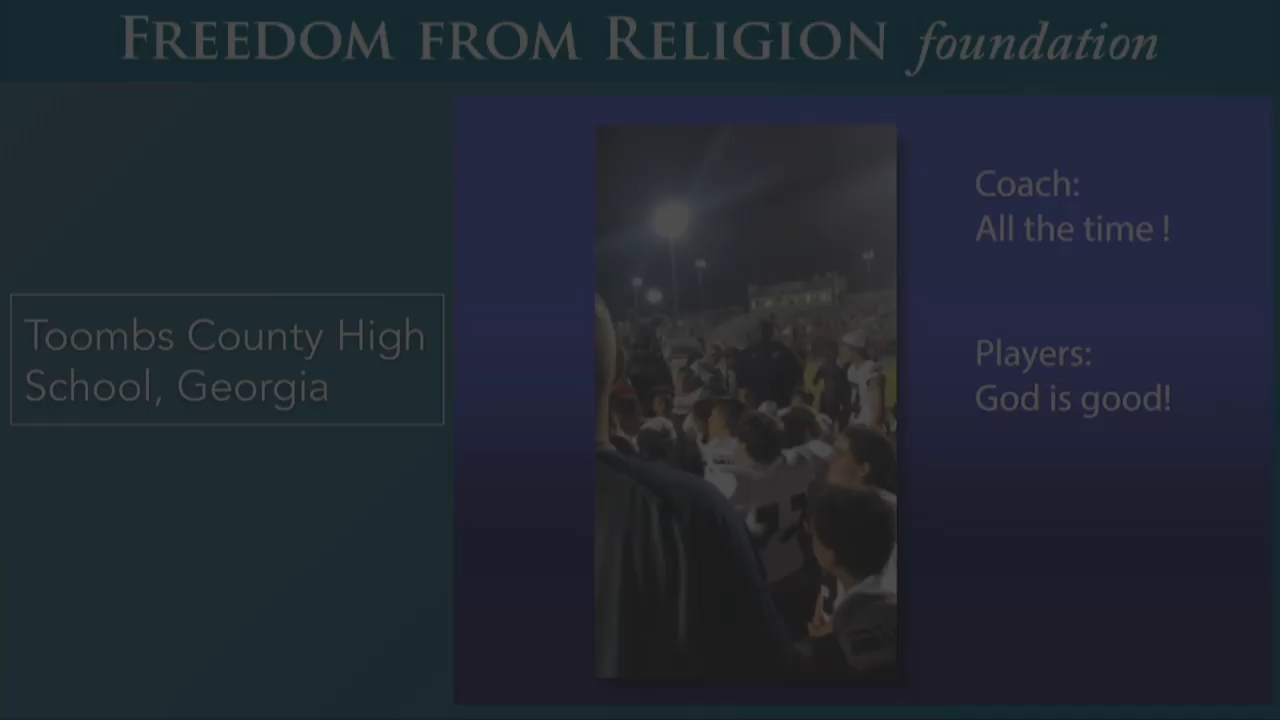 FREEDOM FROM RELIGION foundation
Toombs County High
School, Georgia
Coach:
All the time !
Players:
God is good!